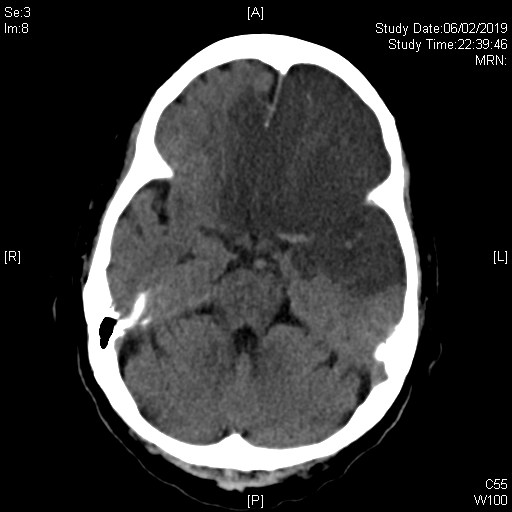 Se:3
Im:8
[A]
Study Date:06/02/2019
Study Time:22:39:46
MRN:
[R]
[L]
[P]
C55
W100